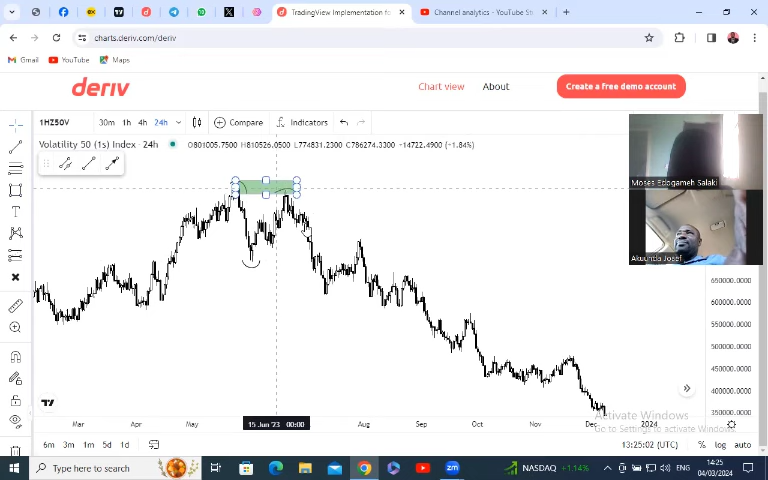 TradingView Implementation fo
Channel analytics - YouTube St
charts.deriv.com/deriv
Gmail
YouTube
Maps
deriv
Chart view
About
Create a free demo account
1HZ50V
30m 1h 4h 24h
Compare
Indicators
Volatility 50 (1s) Index · 24h
O801005.7500 H810526.0500 L774831.2300 C786274.3300 −14722.4900 (−1.84%)
Moses Edogameh Salaki
Akuunda Josef
650000.0000
600000.0000
550000.0000
500000.0000
450000.0000
400000.0000
350000.0000
Activate Windows
Go to Settings to activate Windows.
Mar
Apr
May
15 Jun '23 00:00
Aug
Sep
Oct
Nov
Dec
2024
6m 3m 1m 5d 1d
13:25:02 (UTC)
% log auto
Type here to search
NASDAQ +1.14%
ENG
14:25
04/03/2024